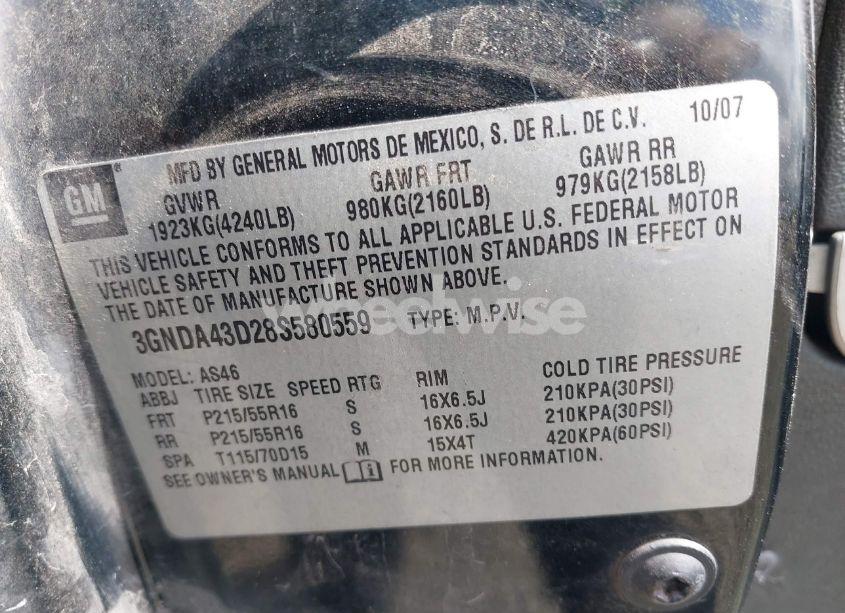 GM
MFD BY GENERAL MOTORS DE MEXICO, S. DE R.L. DE C.V. 10/07
GVWR GAWR FRT GAWR RR
1923KG(4240LB) 980KG(2160LB) 979KG(2158LB)
THIS VEHICLE CONFORMS TO ALL APPLICABLE U.S. FEDERAL MOTOR
VEHICLE SAFETY AND THEFT PREVENTION STANDARDS IN EFFECT ON
THE DATE OF MANUFACTURE SHOWN ABOVE.
3GNDA43D28S580559 TYPE: M.P.V.
MODEL: AS46
ABBJ TIRE SIZE SPEED RTG RIM COLD TIRE PRESSURE
FRT P215/55R16 S 16X6.5J 210KPA(30PSI)
RR P215/55R16 S 16X6.5J 210KPA(30PSI)
SPA T115/70D15 M 15X4T 420KPA(60PSI)
SEE OWNER'S MANUAL FOR MORE INFORMATION.